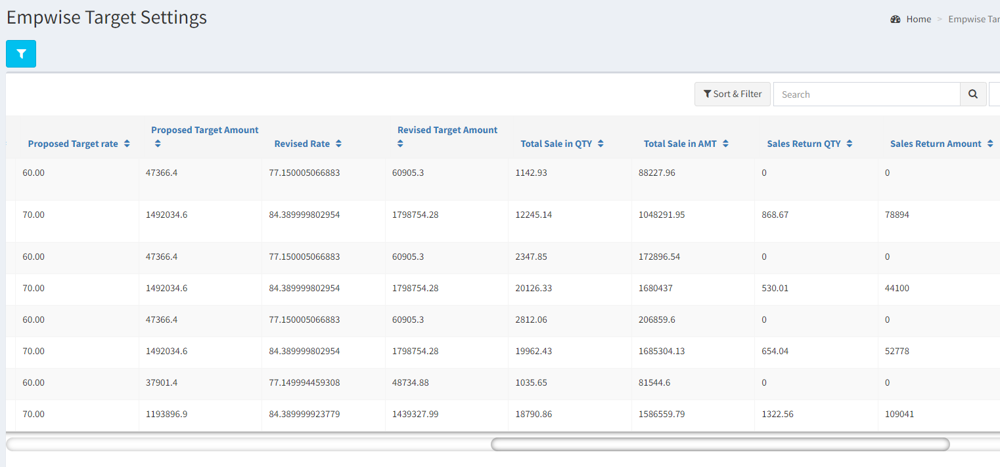 Empwise Target Settings
Home > Empwise Tar
Sort & Filter Search
Proposed Target rate Proposed Target Amount Revised Rate Revised Target Amount Total Sale in QTY Total Sale in AMT Sales Return QTY Sales Return Amount
60.00 47366.4 77.150005066883 60905.3 1142.93 88227.96 0 0
70.00 1492034.6 84.389999802954 1798754.28 12245.14 1048291.95 868.67 78894
60.00 47366.4 77.150005066883 60905.3 2347.85 172896.54 0 0
70.00 1492034.6 84.389999802954 1798754.28 20126.33 1680437 530.01 44100
60.00 47366.4 77.150005066883 60905.3 2812.06 206859.6 0 0
70.00 1492034.6 84.389999802954 1798754.28 19962.43 1685304.13 654.04 52778
60.00 37901.4 77.149994459308 48734.88 1035.65 81544.6 0 0
70.00 1193896.9 84.389999923779 1439327.99 18790.86 1586559.79 1322.56 109041